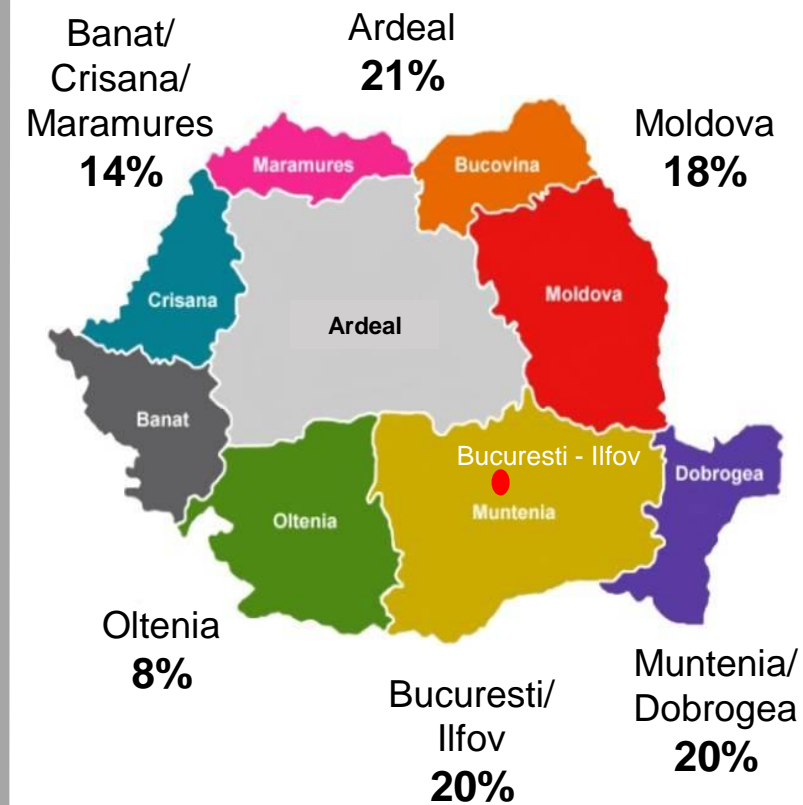 Banat/
Crisana/
Maramures
14%
Ardeal
21%
Moldova
18%
Maramures
Bucovina
Crisana
Moldova
Ardeal
Banat
Bucuresti - Ilfov
Dobrogea
Oltenia
Muntenia
Oltenia
8%
Bucuresti/
Ilfov
20%
Muntenia/
Dobrogea
20%